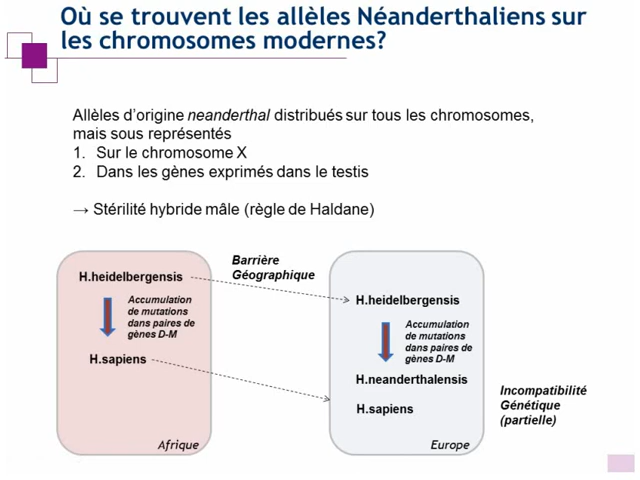 Où se trouvent les allèles Néanderthaliens sur
les chromosomes modernes?
Allèles d'origine neanderthal distribués sur tous les chromosomes,
mais sous représentés
1. Sur le chromosome X
2. Dans les gènes exprimés dans le testis
→ Stérilité hybride mâle (règle de Haldane)
H.heidelbergensis
Accumulation
de mutations
dans paires de
gènes D-M
H.sapiens
Afrique
Barrière
Géographique
H.heidelbergensis
Accumulation
de mutations
dans paires de
gènes D-M
H.neanderthalensis
H.sapiens
Europe
Incompatibilité
Génétique
(partielle)